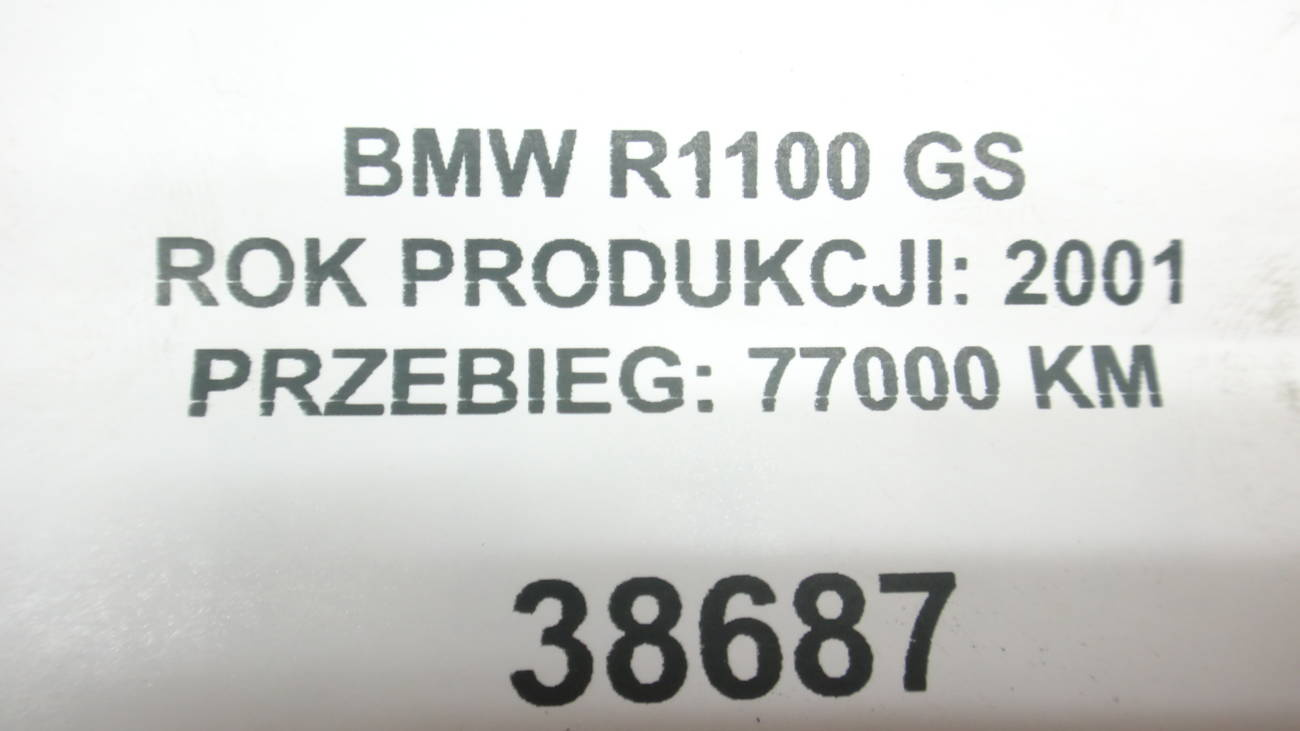 BMW R1100 GS
ROK PRODUKCJI: 2001
PRZEBIEG: 77000 KM
38687